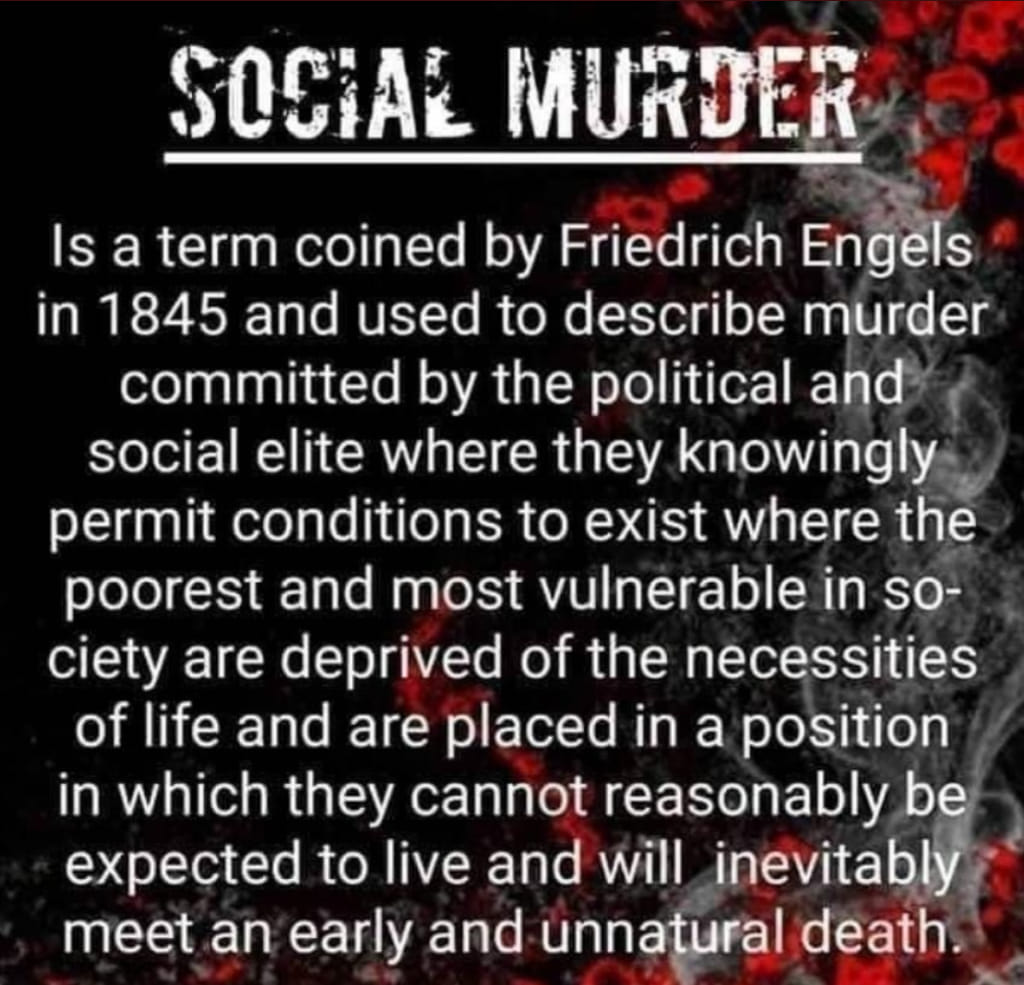 SOCIAL MURDER
Is a term coined by Friedrich Engels
in 1845 and used to describe murder
committed by the political and
social elite where they knowingly
permit conditions to exist where the
poorest and most vulnerable in so-
ciety are deprived of the necessities
of life and are placed in a position
in which they cannot reasonably be
expected to live and will inevitably
meet an early and unnatural death.